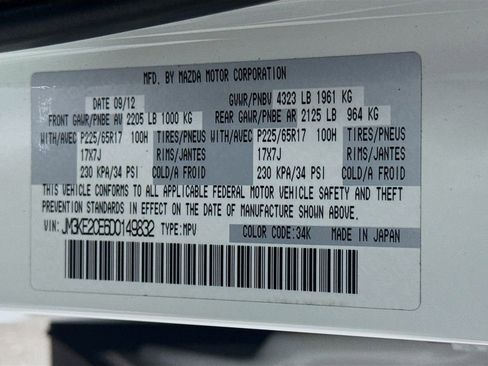 MFD. BY MAZDA MOTOR CORPORATION
DATE 09/12 GVWR/PNBV 4323 LB 1961 KG
FRONT GAWR/PNBE AV 2205 LB 1000 KG REAR GAWR/PNBE AR 2125 LB 964 KG
WITH/AVEC P225/65R17 100H TIRES/PNEUS WITH/AVEC P225/65R17 100H TIRES/PNEUS
17X7J RIMS/JANTES 17X7J RIMS/JANTES
230 KPA/34 PSI COLD/A FROID 230 KPA/34 PSI COLD/A FROID
THIS VEHICLE CONFORMS TO ALL APPLICABLE FEDERAL MOTOR VEHICLE SAFETY AND THEFT
PREVENTION STANDARDS IN EFFECT ON THE DATE OF MANUFACTURE SHOWN ABOVE.
VIN: JM3KE2CE6D0149832 TYPE: MPV COLOR CODE: 34K MADE IN JAPAN